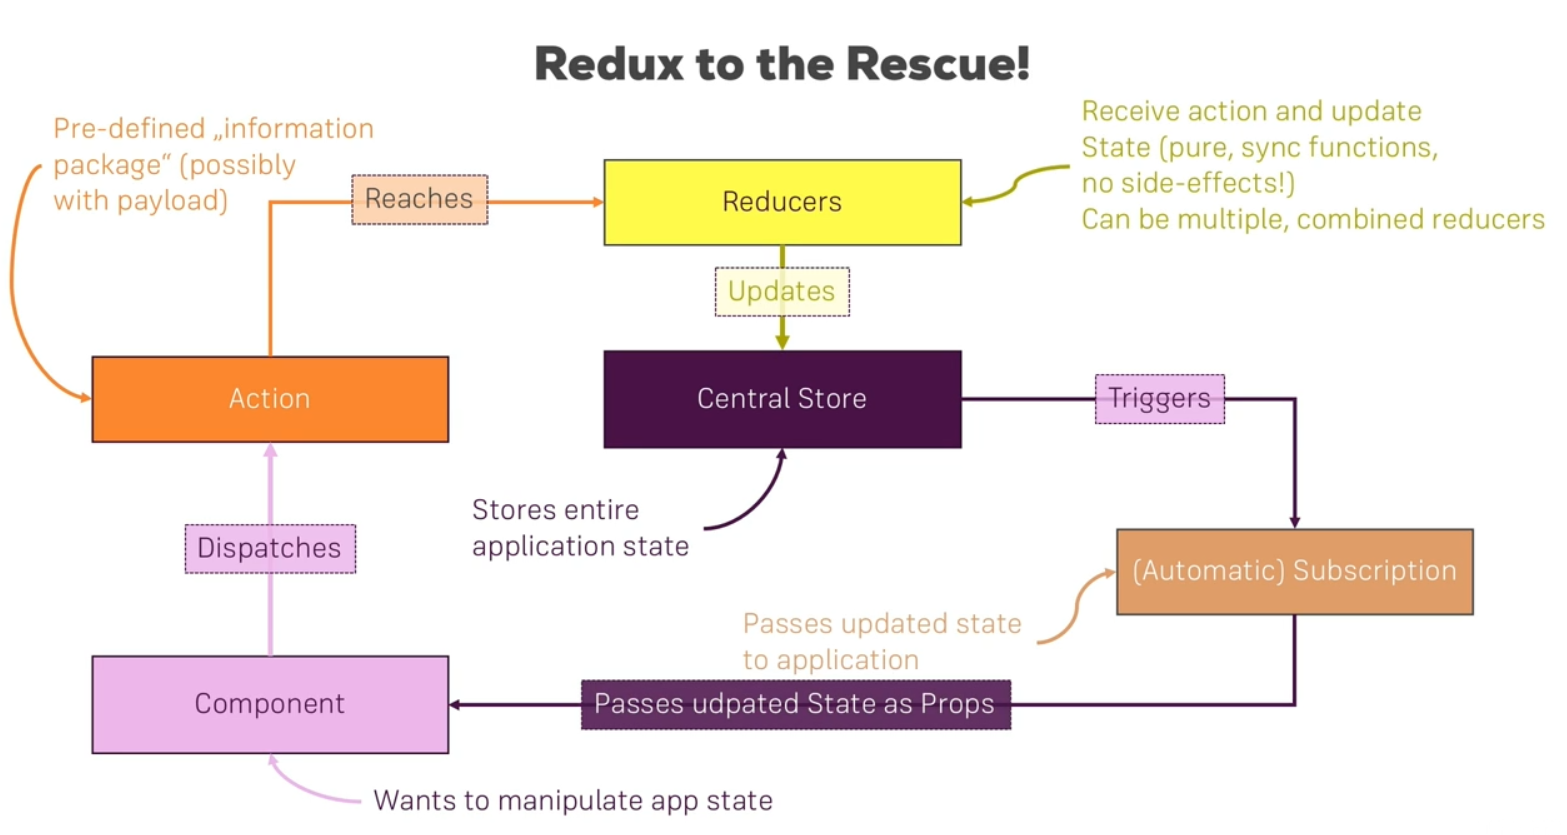 Redux to the Rescue!
Pre-defined „information
package“ (possibly
with payload)
Reaches
Reducers
Receive action and update
State (pure, sync functions,
no side-effects!)
Can be multiple, combined reducers
Updates
Action
Central Store
Triggers
Stores entire
application state
Dispatches
(Automatic) Subscription
Passes updated state
to application
Component
Passes udpated State as Props
Wants to manipulate app state